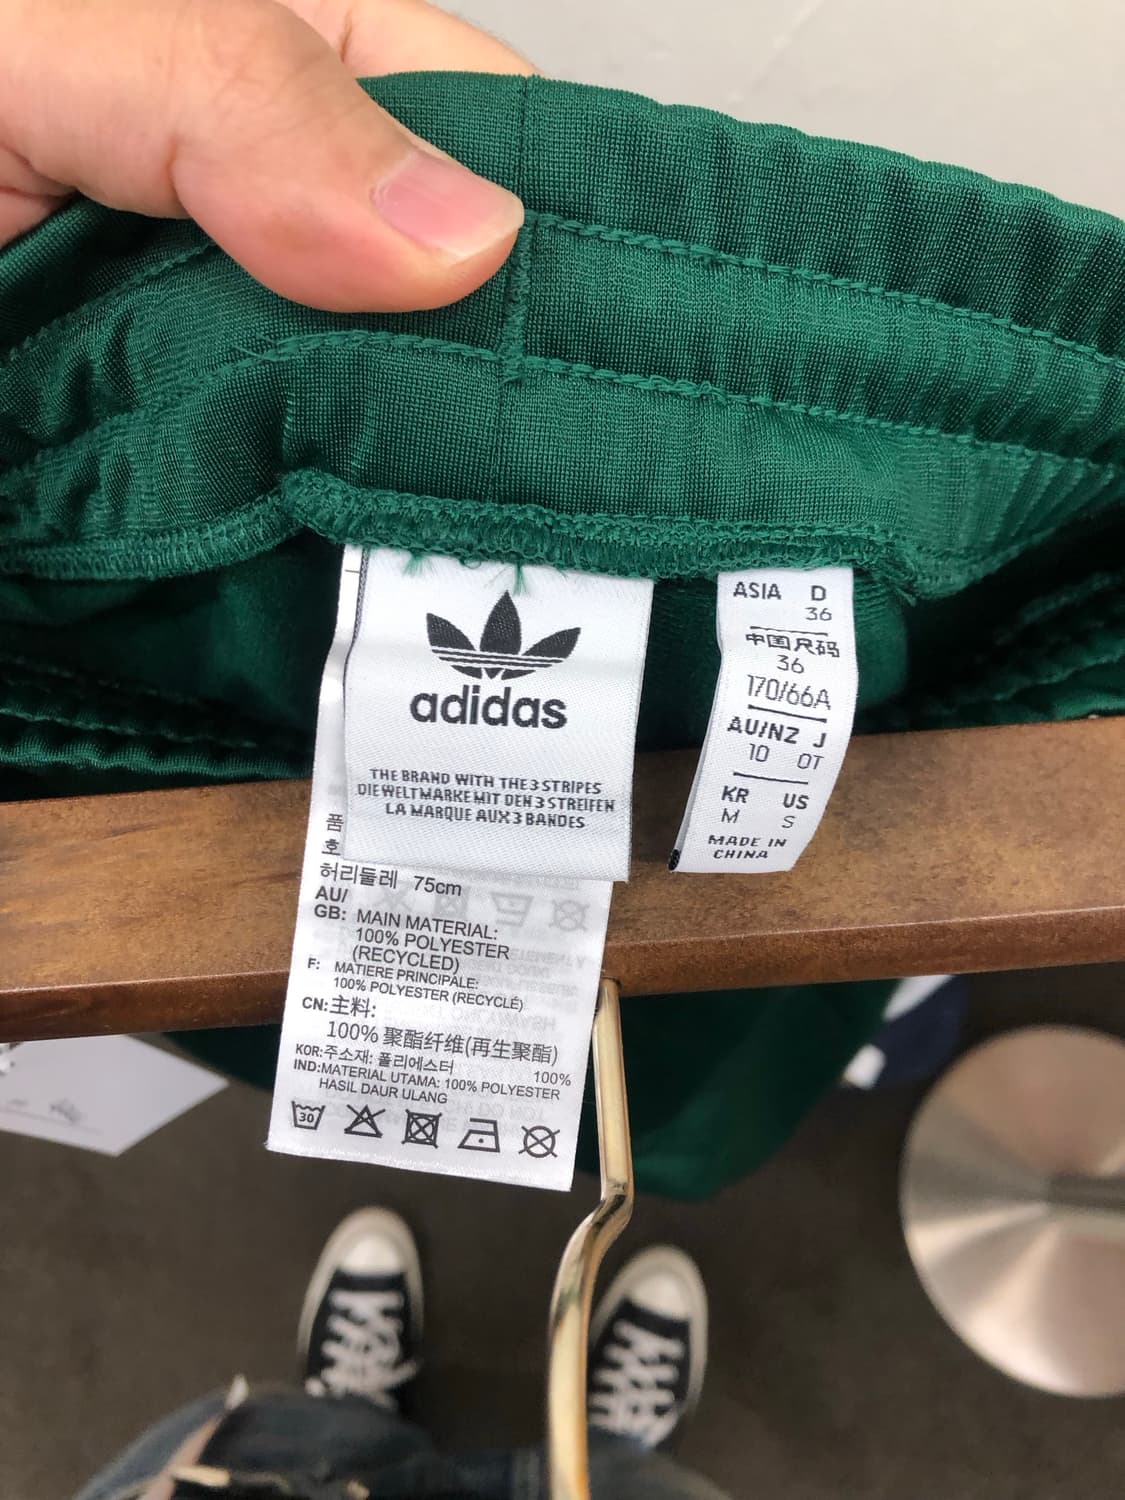 adidas
THE BRAND WITH THE 3 STRIPES
DIE WELTMARKE MIT DEN 3 STREIFEN
LA MARQUE AUX 3 BANDES
품
호
허리둘레 75cm
AU/
GB: MAIN MATERIAL:
100% POLYESTER
(RECYCLED)
F: MATIERE PRINCIPALE:
100% POLYESTER (RECYCLÉ)
CN:主料:
100% 聚酯纤维(再生聚酯)
KOR:주소재: 폴리에스터 100%
IND:MATERIAL UTAMA: 100% POLYESTER
HASIL DAUR ULANG
30
ASIA D
36
中国尺码
36
170/66A
AU/NZ J
10 OT
KR US
M S
MADE IN
CHINA